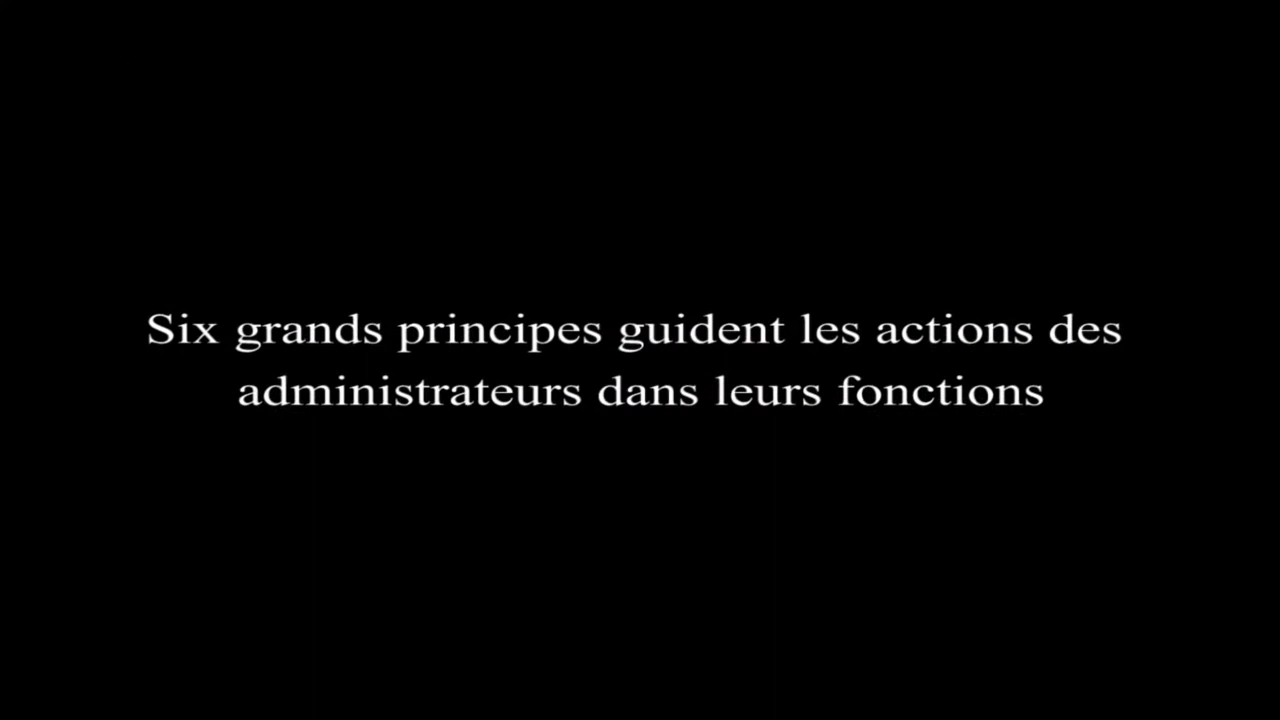 Six grands principes guident les actions des
administrateurs dans leurs fonctions